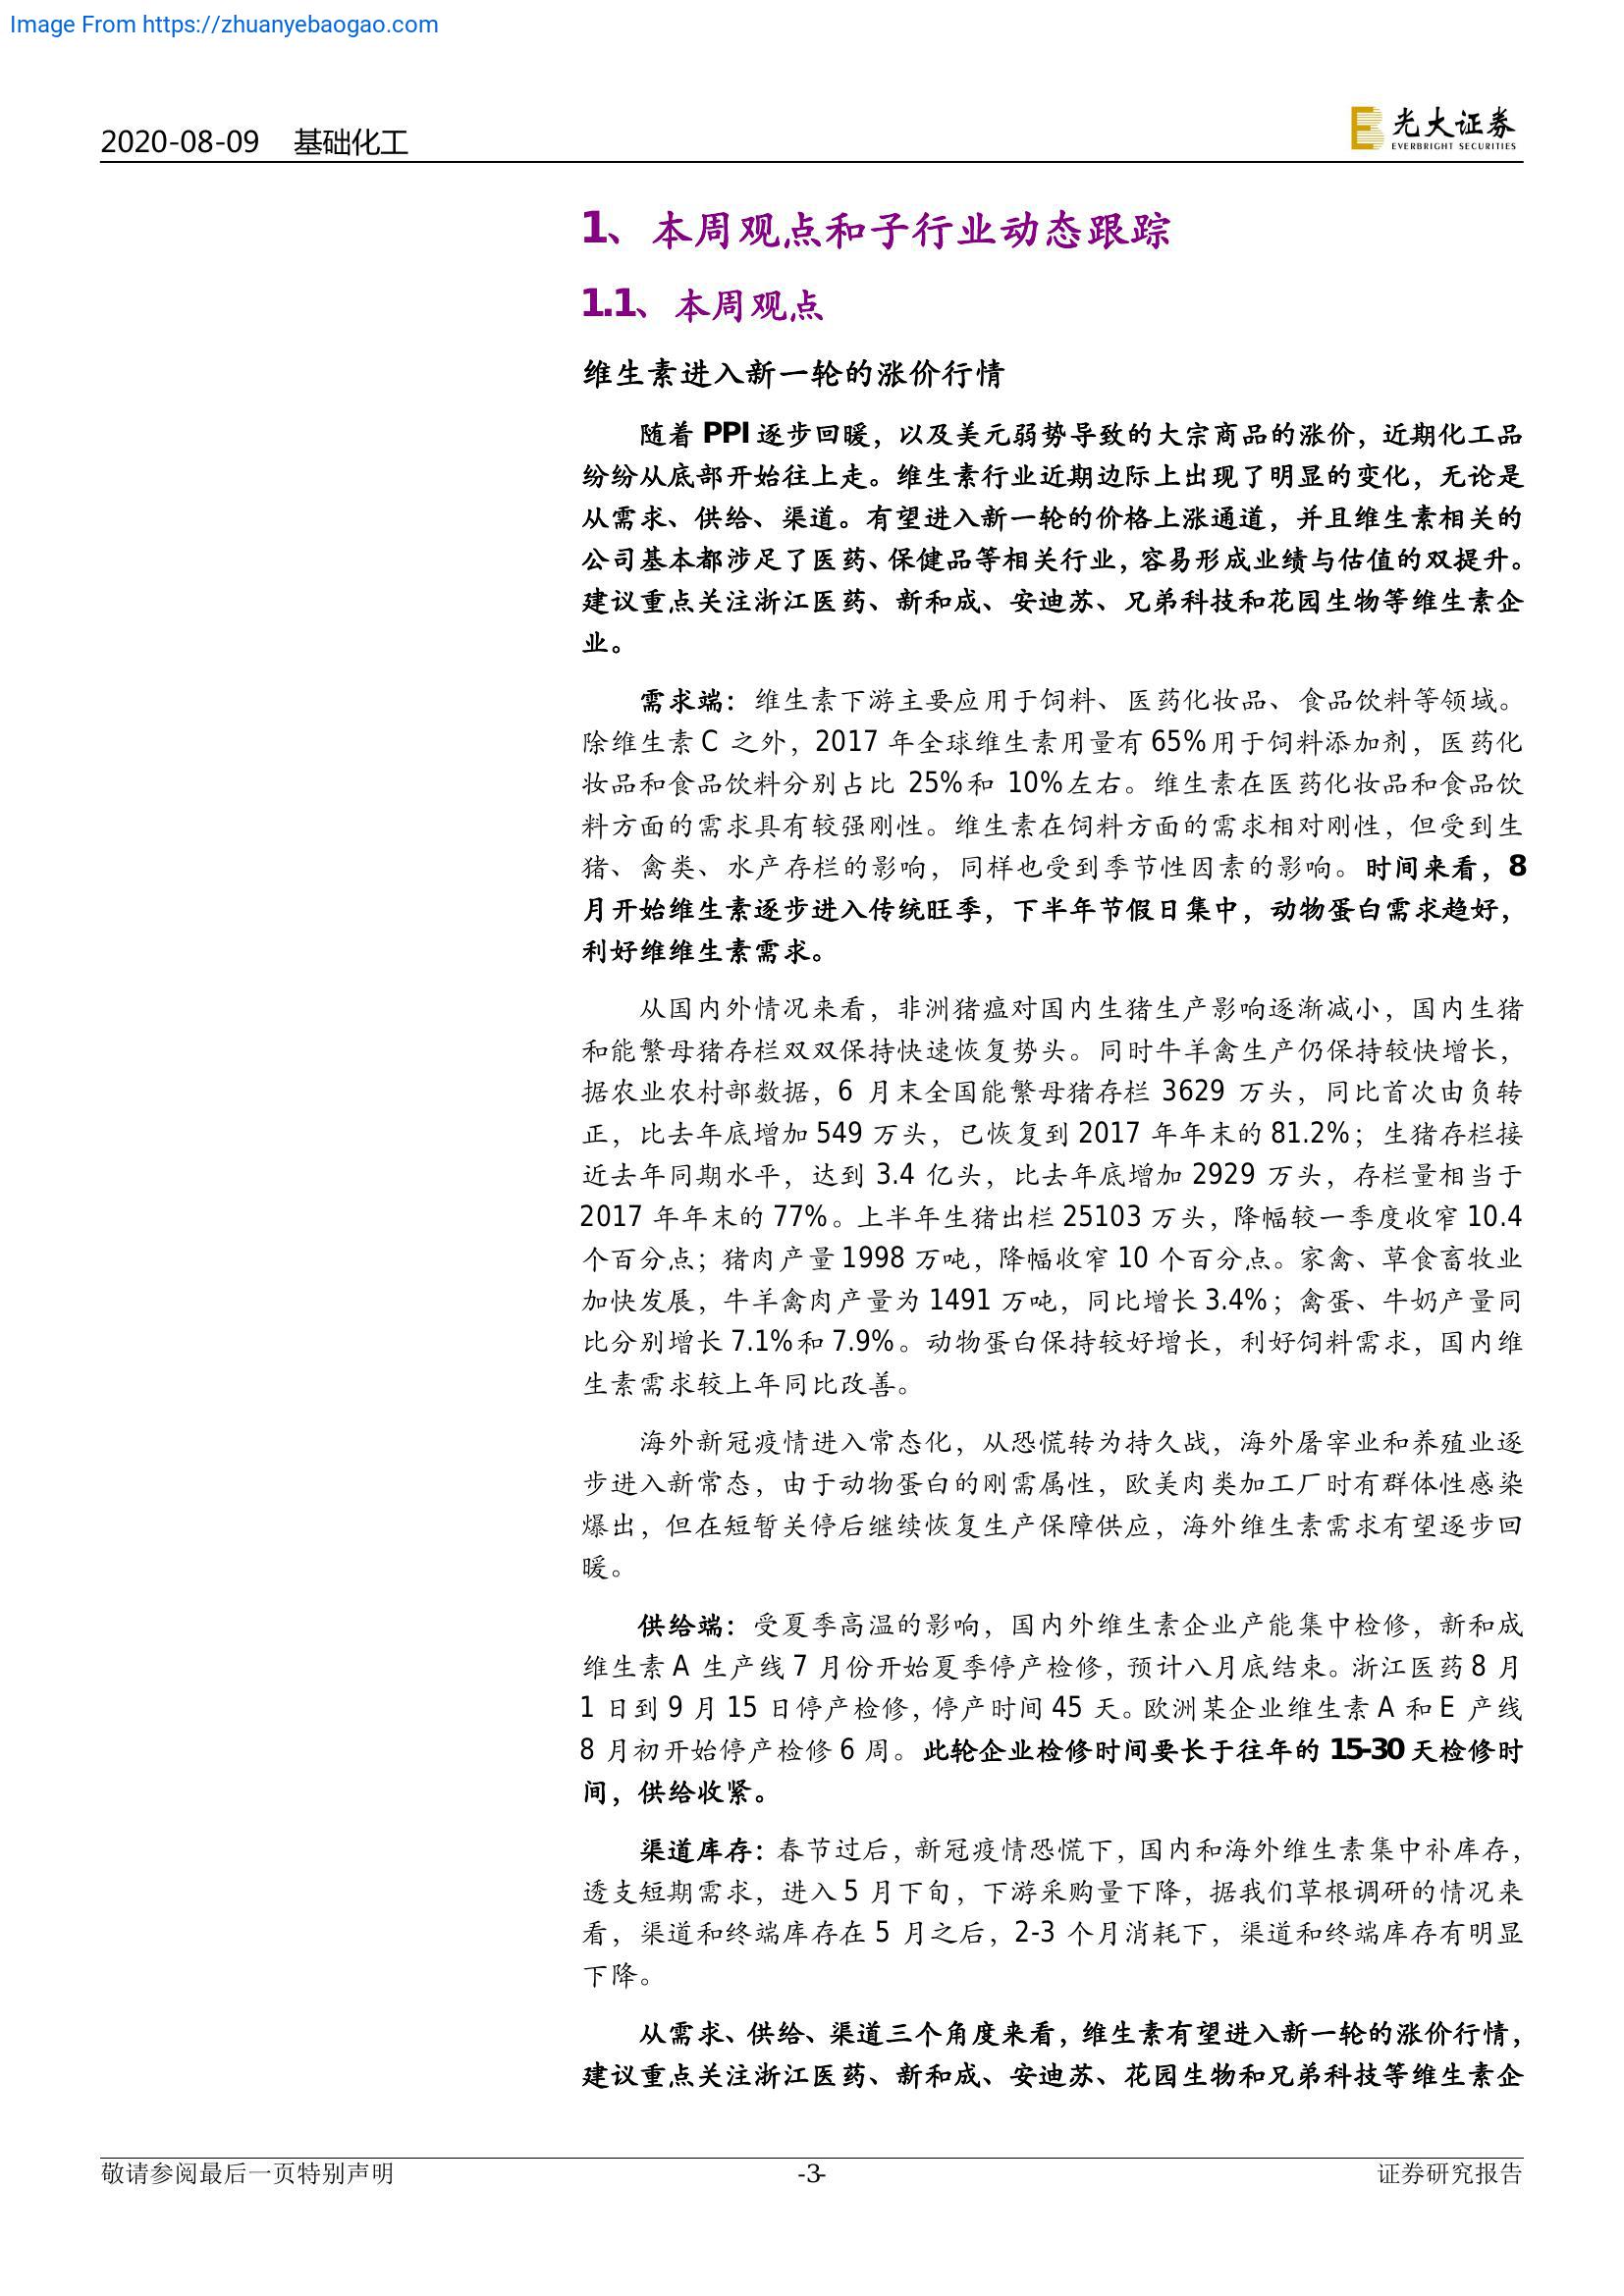 Image From https://zhuanyebaogao.com
2020-08-09 基础化工
光大证券
EVERBRIGHT SECURITIES
1、本周观点和子行业动态跟踪
1.1、本周观点
维生素进入新一轮的涨价行情
随着 PPI 逐步回暖，以及美元弱势导致的大宗商品的涨价，近期化工品
纷纷从底部开始往上走。维生素行业近期边际上出现了明显的变化，无论是
从需求、供给、渠道。有望进入新一轮的价格上涨通道，并且维生素相关的
公司基本都涉足了医药、保健品等相关行业，容易形成业绩与估值的双提升。
建议重点关注浙江医药、新和成、安迪苏、兄弟科技和花园生物等维生素企
业。
需求端：维生素下游主要应用于饲料、医药化妆品、食品饮料等领域。
除维生素 C 之外，2017 年全球维生素用量有 65%用于饲料添加剂，医药化
妆品和食品饮料分别占比 25%和 10%左右。维生素在医药化妆品和食品饮
料方面的需求具有较强刚性。维生素在饲料方面的需求相对刚性，但受到生
猪、禽类、水产存栏的影响，同样也受到季节性因素的影响。时间来看，8
月开始维生素逐步进入传统旺季，下半年节假日集中，动物蛋白需求趋好，
利好维维生素需求。
从国内外情况来看，非洲猪瘟对国内生猪生产影响逐渐减小，国内生猪
和能繁母猪存栏双双保持快速恢复势头。同时牛羊禽生产仍保持较快增长，
据农业农村部数据，6 月末全国能繁母猪存栏 3629 万头，同比首次由负转
正，比去年底增加 549 万头，已恢复到 2017 年年末的 81.2%；生猪存栏接
近去年同期水平，达到 3.4 亿头，比去年底增加 2929 万头，存栏量相当于
2017 年年末的 77%。上半年生猪出栏 25103 万头，降幅较一季度收窄 10.4
个百分点；猪肉产量 1998 万吨，降幅收窄 10 个百分点。家禽、草食畜牧业
加快发展，牛羊禽肉产量为 1491 万吨，同比增长 3.4%；禽蛋、牛奶产量同
比分别增长 7.1%和 7.9%。动物蛋白保持较好增长，利好饲料需求，国内维
生素需求较上年同比改善。
海外新冠疫情进入常态化，从恐慌转为持久战，海外屠宰业和养殖业逐
步进入新常态，由于动物蛋白的刚需属性，欧美肉类加工厂时有群体性感染
爆出，但在短暂关停后继续恢复生产保障供应，海外维生素需求有望逐步回
暖。
供给端：受夏季高温的影响，国内外维生素企业产能集中检修，新和成
维生素 A 生产线 7 月份开始夏季停产检修，预计八月底结束。浙江医药 8 月
1 日到 9 月 15 日停产检修，停产时间 45 天。欧洲某企业维生素 A 和 E 产线
8 月初开始停产检修 6 周。此轮企业检修时间要长于往年的 15-30 天检修时
间，供给收紧。
渠道库存：春节过后，新冠疫情恐慌下，国内和海外维生素集中补库存，
透支短期需求，进入 5 月下旬，下游采购量下降，据我们草根调研的情况来
看，渠道和终端库存在 5 月之后，2-3 个月消耗下，渠道和终端库存有明显
下降。
从需求、供给、渠道三个角度来看，维生素有望进入新一轮的涨价行情，
建议重点关注浙江医药、新和成、安迪苏、花园生物和兄弟科技等维生素企
敬请参阅最后一页特别声明 -3- 证券研究报告